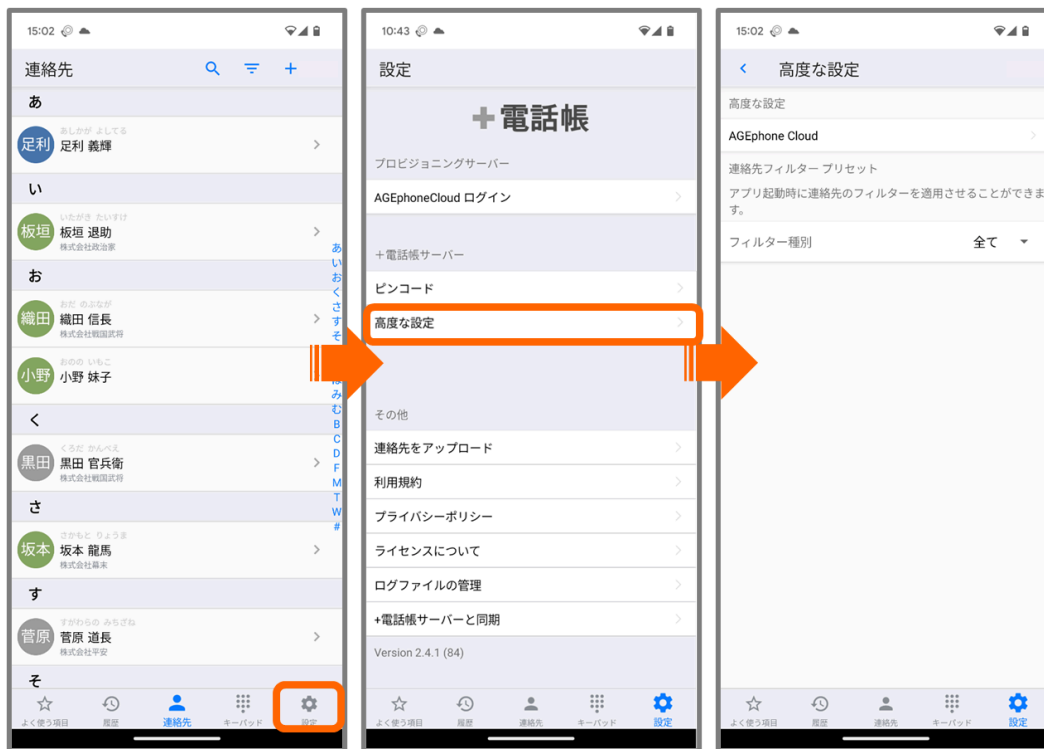 15:02
連絡先
あ
足利
あしかが よしてる
足利 義輝
い
板垣
いたがき たいすけ
板垣 退助
株式会社政治家
お
織田
おだ のぶなが
織田 信長
株式会社戦国武将
小野
おのの いもこ
小野 妹子
く
黒田
くろだ かんべえ
黒田 官兵衛
株式会社戦国武将
さ
坂本
さかもと りょうま
坂本 龍馬
株式会社幕末
す
菅原
すがわらの みちざね
菅原 道長
株式会社平安
そ
あ
い
お
く
さ
す
そ
は
み
む
B
C
D
F
M
T
W
#
よく使う項目
履歴
連絡先
キーパッド
設定
10:43
設定
+電話帳
プロビジョニングサーバー
AGEphoneCloud ログイン
+電話帳サーバー
ピンコード
高度な設定
その他
連絡先をアップロード
利用規約
プライバシーポリシー
ライセンスについて
ログファイルの管理
+電話帳サーバーと同期
Version 2.4.1 (84)
よく使う項目
履歴
連絡先
キーパッド
設定
15:02
高度な設定
高度な設定
AGEphone Cloud
連絡先フィルター プリセット
アプリ起動時に連絡先のフィルターを適用させることができま
す。
フィルター種別
全て
よく使う項目
履歴
連絡先
キーパッド
設定